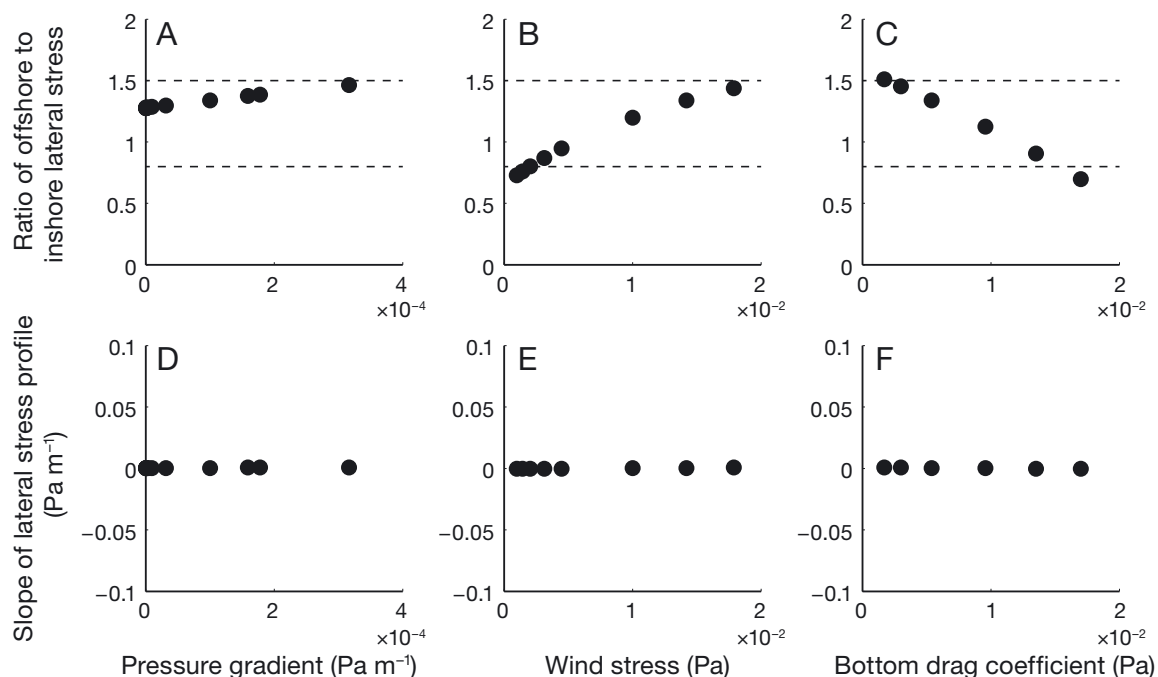 Ratio of offshore to
inshore lateral stress
A
2
1.5
1
0.5
0
0 2 4
×10⁻⁴
B
2
1.5
1
0.5
0
0 1 2
×10⁻²
C
2
1.5
1
0.5
0
0 1 2
×10⁻²
Slope of lateral stress profile
(Pa m⁻¹)
D
0.1
0.05
0
−0.05
−0.1
0 2 4
×10⁻⁴
Pressure gradient (Pa m⁻¹)
E
0.1
0.05
0
−0.05
−0.1
0 1 2
×10⁻²
Wind stress (Pa)
F
0.1
0.05
0
−0.05
−0.1
0 1 2
×10⁻²
Bottom drag coefficient (Pa)